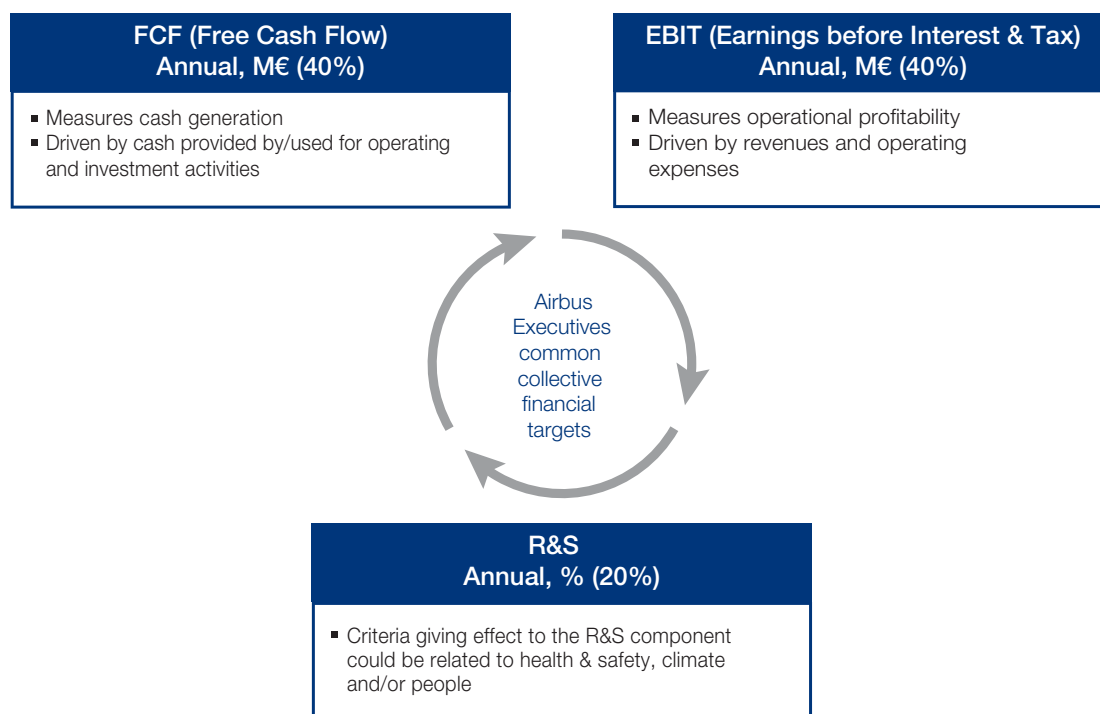 FCF (Free Cash Flow)
Annual, M€ (40%)
▪ Measures cash generation
▪ Driven by cash provided by/used for operating
and investment activities
EBIT (Earnings before Interest & Tax)
Annual, M€ (40%)
▪ Measures operational profitability
▪ Driven by revenues and operating
expenses
Airbus
Executives
common
collective
financial
targets
R&S
Annual, % (20%)
▪ Criteria giving effect to the R&S component
could be related to health & safety, climate
and/or people